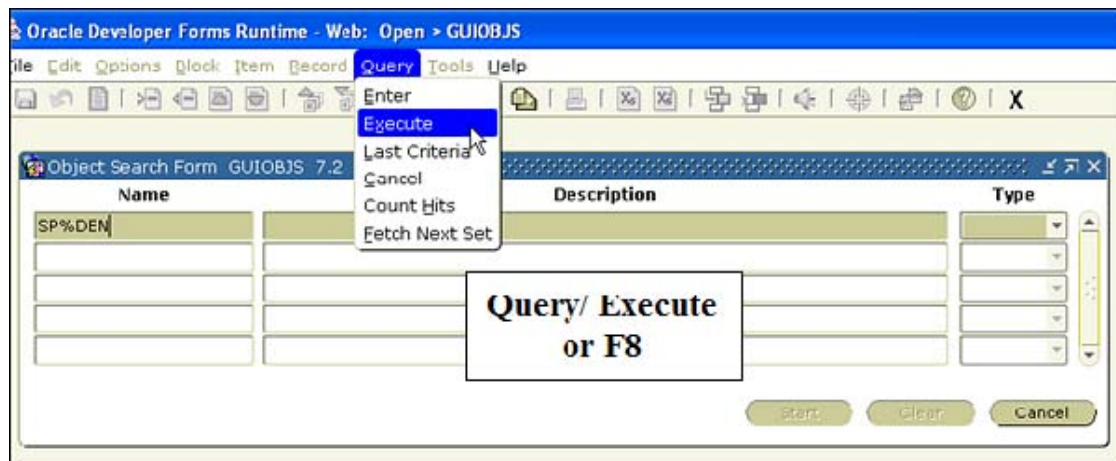 Oracle Developer Forms Runtime - Web: Open > GUIOBJS
File Edit Options Block Item Record Query Tools Help
Enter
Execute
Last Criteria
Cancel
Count Hits
Fetch Next Set
Object Search Form GUIOBJS 7.2
Name Description Type
SP%DEN
Query/ Execute
or F8
Start Clear Cancel